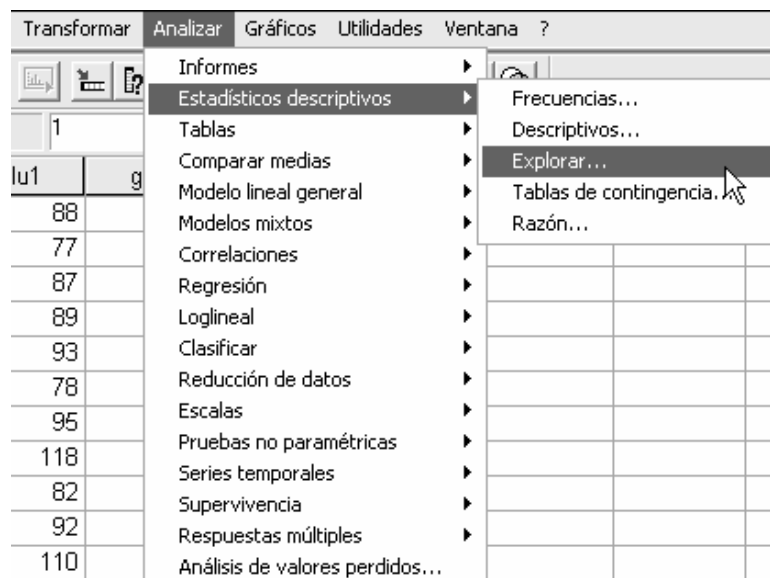 Transformar Analizar Gráficos Utilidades Ventana ?
Informes
Estadísticos descriptivos
Tablas
Comparar medias
Modelo lineal general
Modelos mixtos
Correlaciones
Regresión
Loglineal
Clasificar
Reducción de datos
Escalas
Pruebas no paramétricas
Series temporales
Supervivencia
Respuestas múltiples
Análisis de valores perdidos...
Frecuencias...
Descriptivos...
Explorar...
Tablas de contingencia...
Razón...
1
lu1 g
88
77
87
89
93
78
95
118
82
92
110